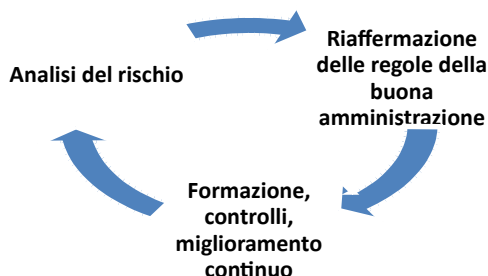 Analisi del rischio
Riaffermazione
delle regole della
buona
amministrazione
Formazione,
controlli,
miglioramento
continuo